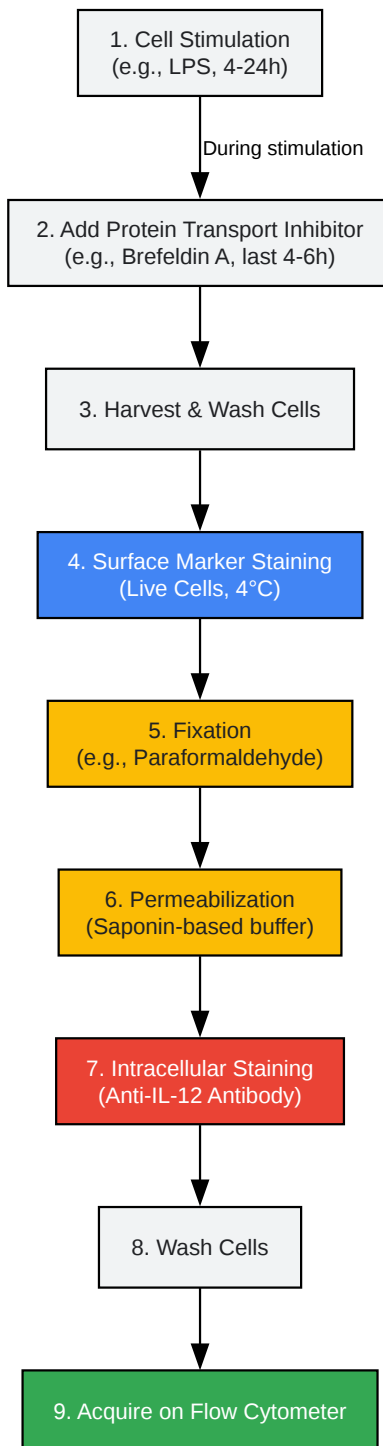 1. Cell Stimulation
(e.g., LPS, 4-24h)
During stimulation
2. Add Protein Transport Inhibitor
(e.g., Brefeldin A, last 4-6h)
3. Harvest & Wash Cells
4. Surface Marker Staining
(Live Cells, 4°C)
5. Fixation
(e.g., Paraformaldehyde)
6. Permeabilization
(Saponin-based buffer)
7. Intracellular Staining
(Anti-IL-12 Antibody)
8. Wash Cells
9. Acquire on Flow Cytometer